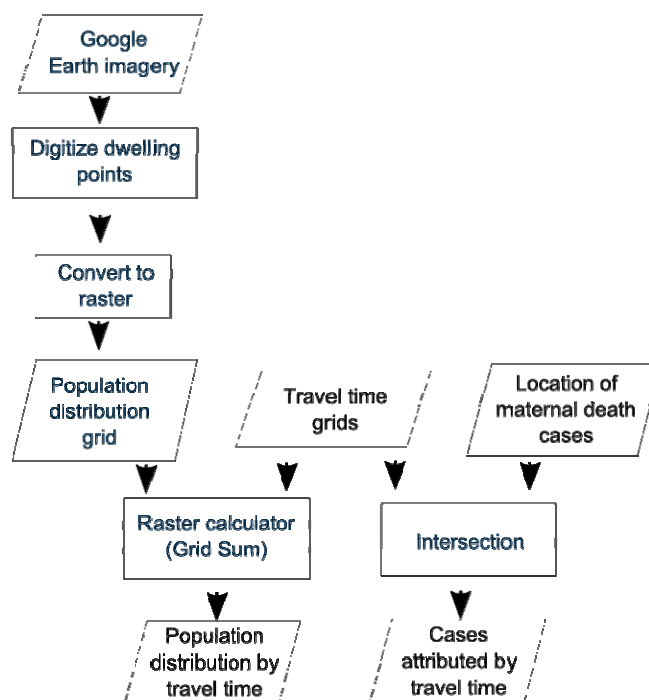 Google
Earth imagery
Digitize dwelling
points
Convert to
raster
Population
distribution
grid
Travel time
grids
Location of
maternal death
cases
Raster calculator
(Grid Sum)
Intersection
Population
distribution by
travel time
Cases
attributed by
travel time